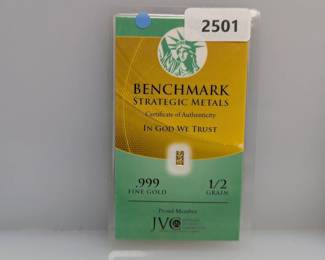 2501
BENCHMARK
STRATEGIC METALS
Certificate of Authenticity
IN GOD WE TRUST
.999
FINE GOLD
1/2
GRAIN
Proud Member
JVC